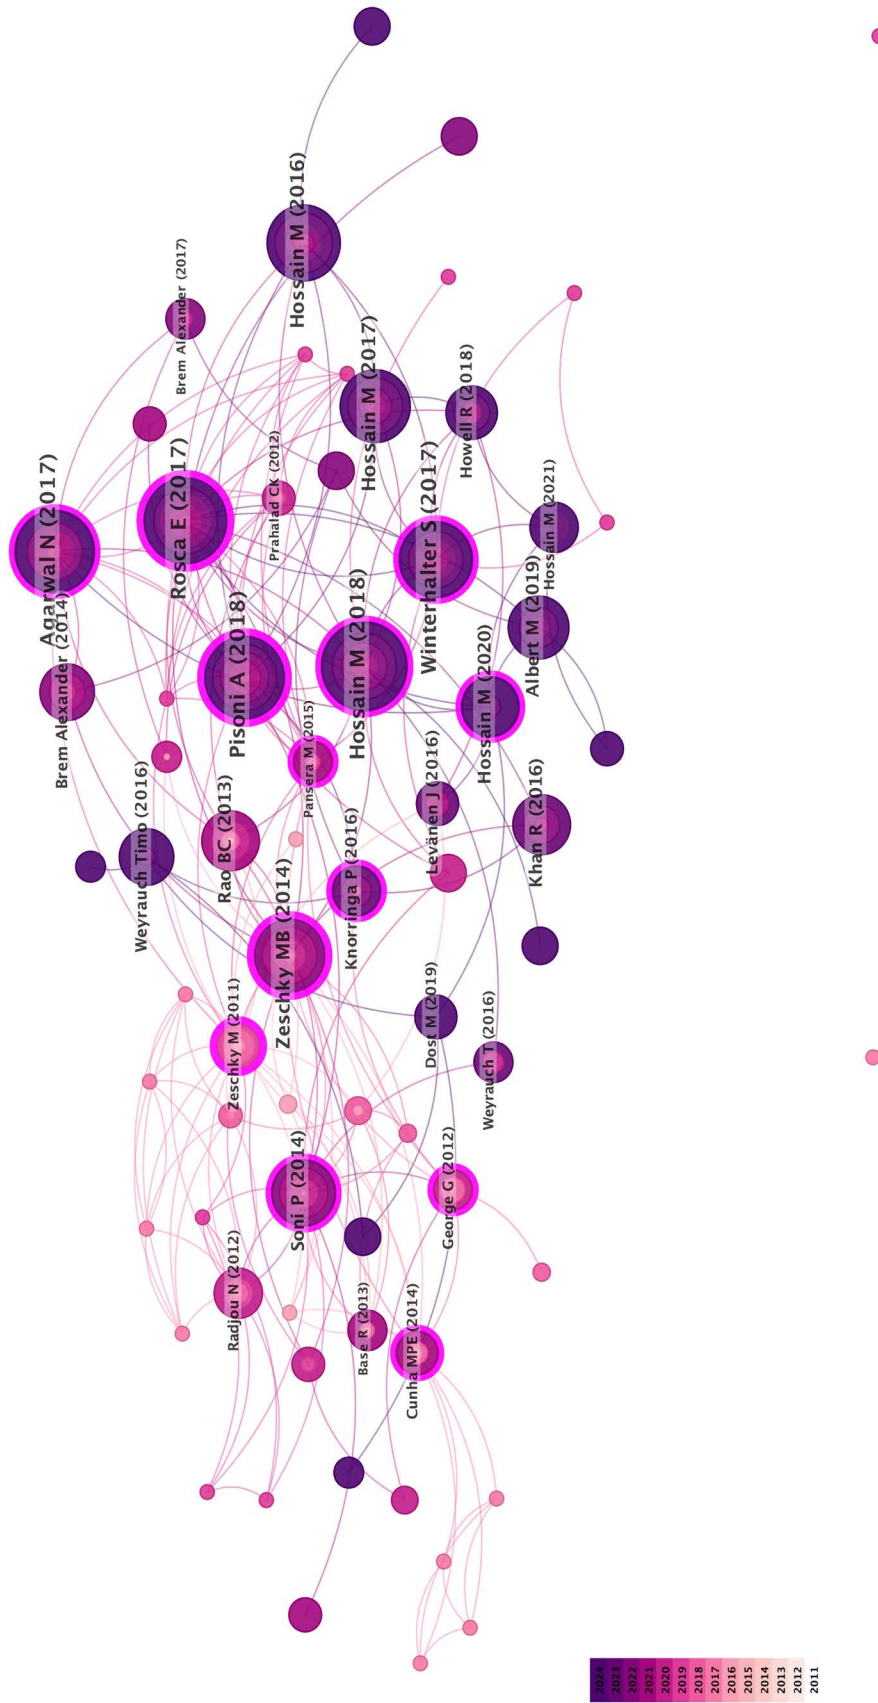 Hossain M (2016)
Brem Alexander (2017)
Hossain M (2017)
Howell R (2018)
Agarwal N (2017)
Rosca E (2017)
Prahalad CK (2012)
Winterhalter S (2017)
Hossain M (2021)
Brem Alexander (2014)
Pisoni A (2018)
Hossain M (2018)
Hossain M (2020)
Albert M (2019)
Weyrauch Timo (2016)
Rao BC (2013)
Pansera M (2015)
Levänen J (2016)
Khan R (2016)
Zeschky MB (2014)
Knorringa P (2016)
Zeschky M (2011)
Dost M (2019)
Weyrauch T (2016)
Soni P (2014)
George G (2012)
Radjou N (2012)
Base R (2013)
Cunha MPE (2014)
2024
2023
2022
2021
2020
2019
2018
2017
2016
2015
2014
2013
2012
2011